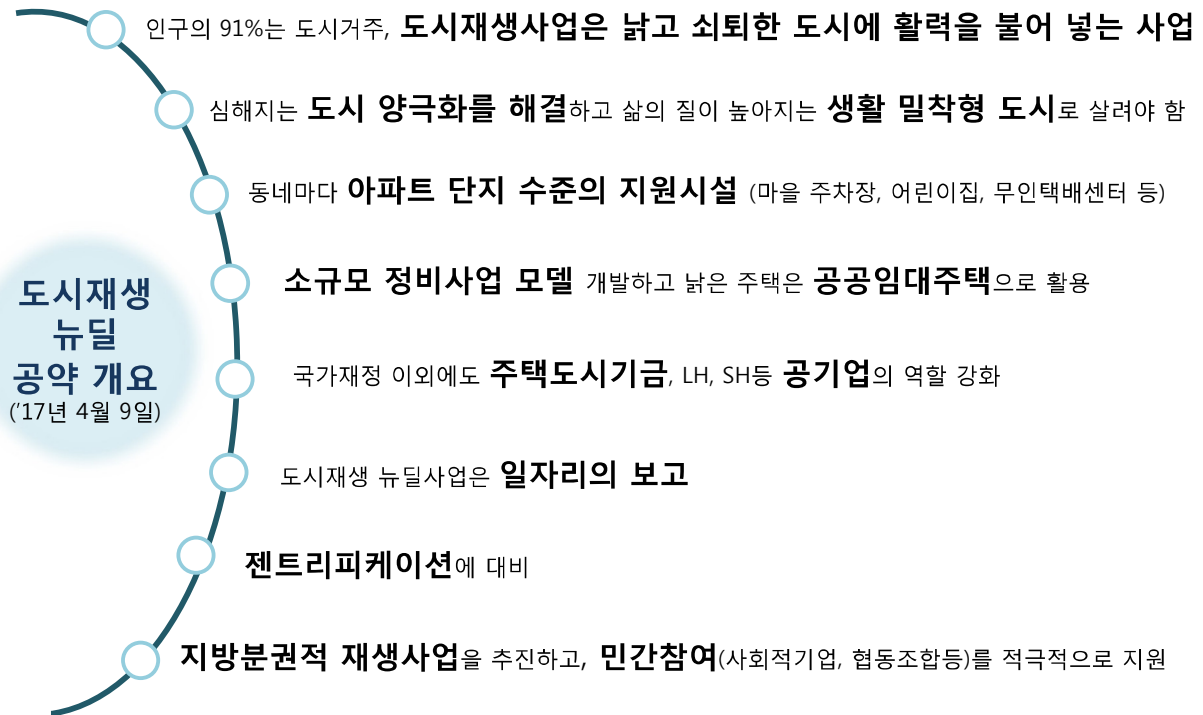 인구의 91%는 도시거주, 도시재생사업은 낡고 쇠퇴한 도시에 활력을 불어 넣는 사업
심해지는 도시 양극화를 해결하고 삶의 질이 높아지는 생활 밀착형 도시로 살려야 함
동네마다 아파트 단지 수준의 지원시설 (마을 주차장, 어린이집, 무인택배센터 등)
소규모 정비사업 모델 개발하고 낡은 주택은 공공임대주택으로 활용
도시재생
뉴딜
공약 개요
('17년 4월 9일)
국가재정 이외에도 주택도시기금, LH, SH등 공기업의 역할 강화
도시재생 뉴딜사업은 일자리의 보고
젠트리피케이션에 대비
지방분권적 재생사업을 추진하고, 민간참여(사회적기업, 협동조합등)를 적극적으로 지원